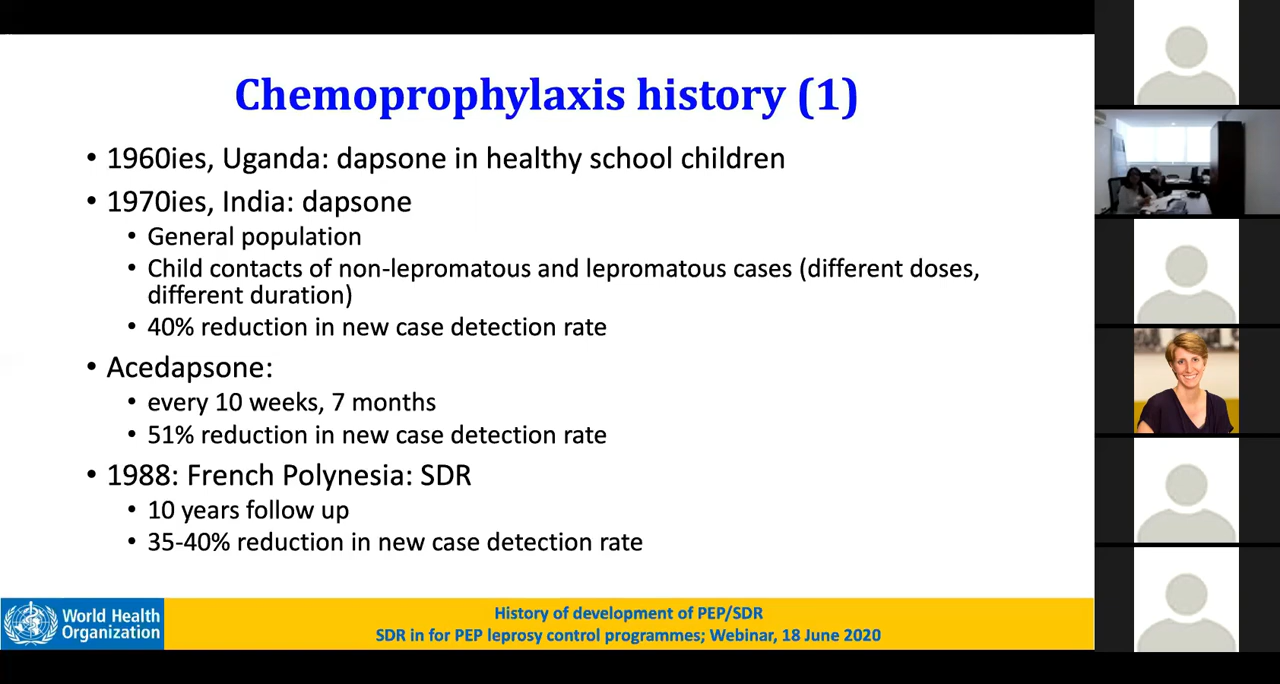 Chemoprophylaxis history (1)
• 1960ies, Uganda: dapsone in healthy school children
• 1970ies, India: dapsone
• General population
• Child contacts of non-lepromatous and lepromatous cases (different doses,
different duration)
• 40% reduction in new case detection rate
• Acedapsone:
• every 10 weeks, 7 months
• 51% reduction in new case detection rate
• 1988: French Polynesia: SDR
• 10 years follow up
• 35-40% reduction in new case detection rate
World Health
Organization
History of development of PEP/SDR
SDR in for PEP leprosy control programmes; Webinar, 18 June 2020